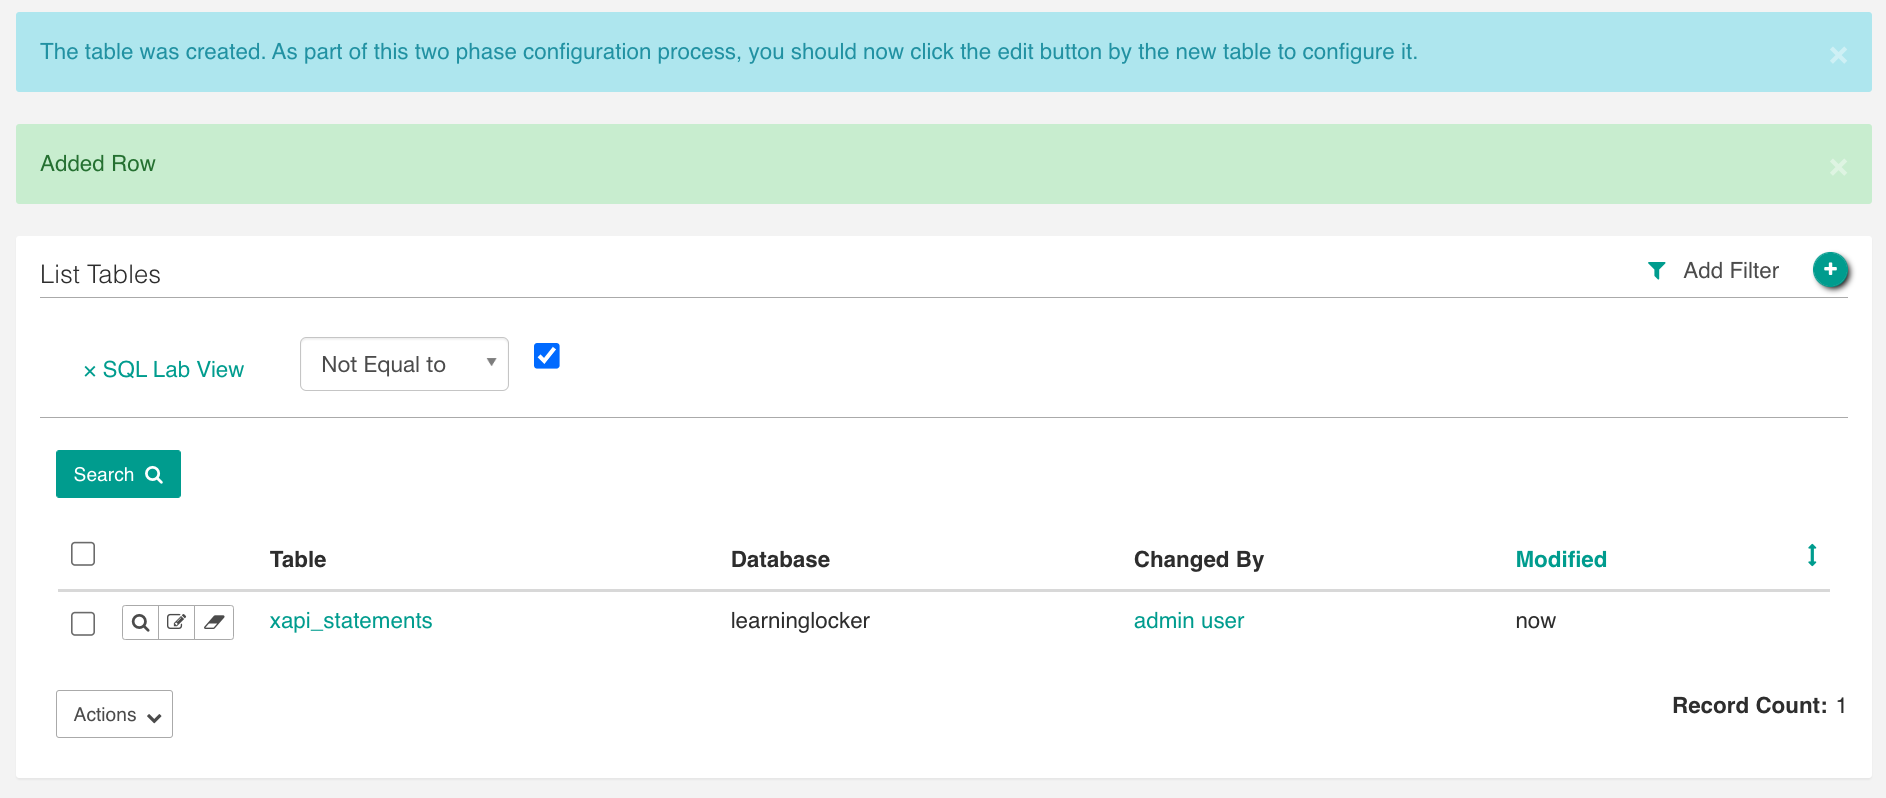 The table was created. As part of this two phase configuration process, you should now click the edit button by the new table to configure it.
×
Added Row
×
List Tables
Add Filter
× SQL Lab View
Not Equal to
Search
Table Database Changed By Modified
xapi_statements learninglocker admin user now
Actions
Record Count: 1